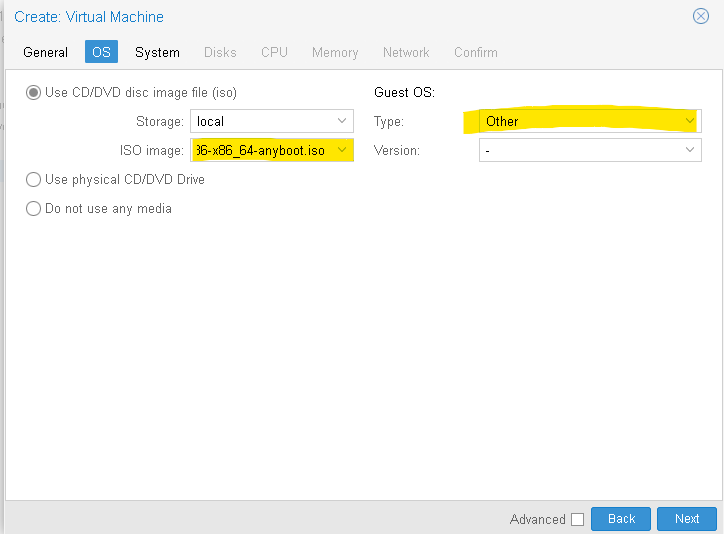 Create: Virtual Machine
General OS System Disks CPU Memory Network Confirm
Use CD/DVD disc image file (iso) Guest OS:
Storage: local Type: Other
ISO image: 36-x86_64-anyboot.iso Version: -
Use physical CD/DVD Drive
Do not use any media
Advanced Back Next